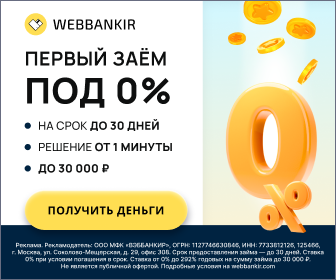 WEBBANKIR
ПЕРВЫЙ ЗАЁМ
ПОД 0%
НА СРОК ДО 30 ДНЕЙ
РЕШЕНИЕ ОТ 1 МИНУТЫ
ДО 30 000 ₽
0%
ПОЛУЧИТЬ ДЕНЬГИ
Реклама. Рекламодатель: ООО МФК «ВЭББАНКИР», ОГРН: 1127746630846, ИНН: 7733812126, 125466,
г. Москва, ул. Соколово-Мещерская, д. 29, офис 308. Срок предоставления займа — до 30 дней. Ставка
0% при условии погашения в срок. Ставка от 0% до 292% годовых на сумму займа до 30 000 ₽.
Не является публичной офертой. Подробные условия на webbankir.com